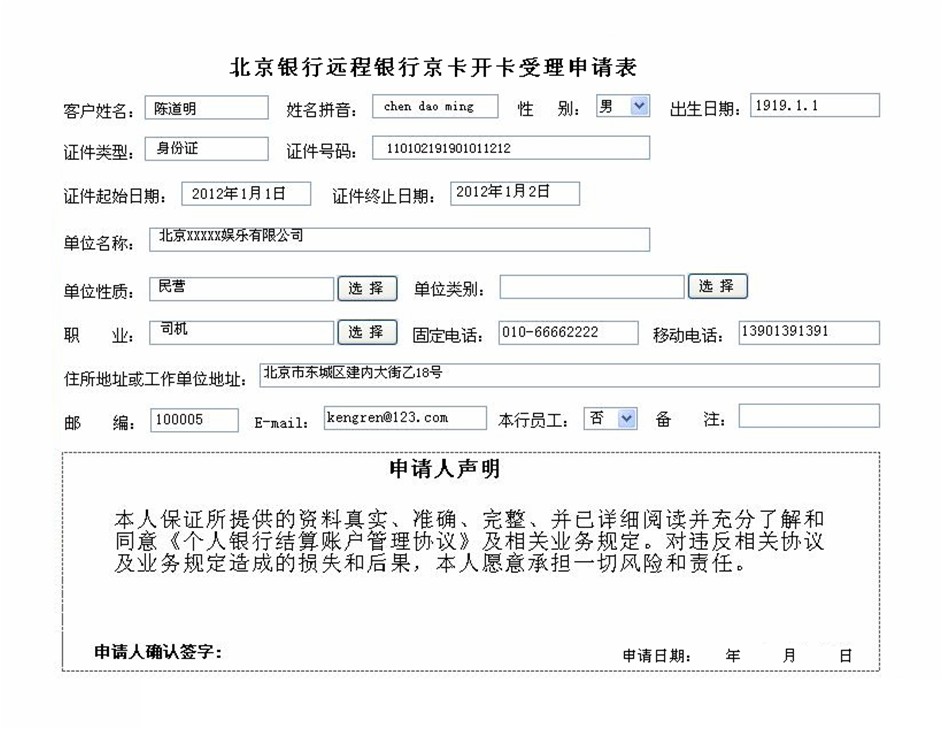 北京银行远程银行京卡开卡受理申请表
客户姓名： 陈道明 姓名拼音： chen dao ming 性 别： 男 出生日期： 1919.1.1
证件类型： 身份证 证件号码： 110102191901011212
证件起始日期： 2012年1月1日 证件终止日期： 2012年1月2日
单位名称： 北京XXXXX娱乐有限公司
单位性质： 民营 选 择 单位类别： 选 择
职 业： 司机 选 择 固定电话： 010-66662222 移动电话： 13901391391
住所地址或工作单位地址： 北京市东城区建内大街乙18号
邮 编： 100005 E-mail： kengren@123.com 本行员工： 否 备 注：
申请人声明
本人保证所提供的资料真实、准确、完整、并已详细阅读并充分了解和
同意《个人银行结算账户管理协议》及相关业务规定。对违反相关协议
及业务规定造成的损失和后果，本人愿意承担一切风险和责任。
申请人确认签字：
申请日期： 年 月 日